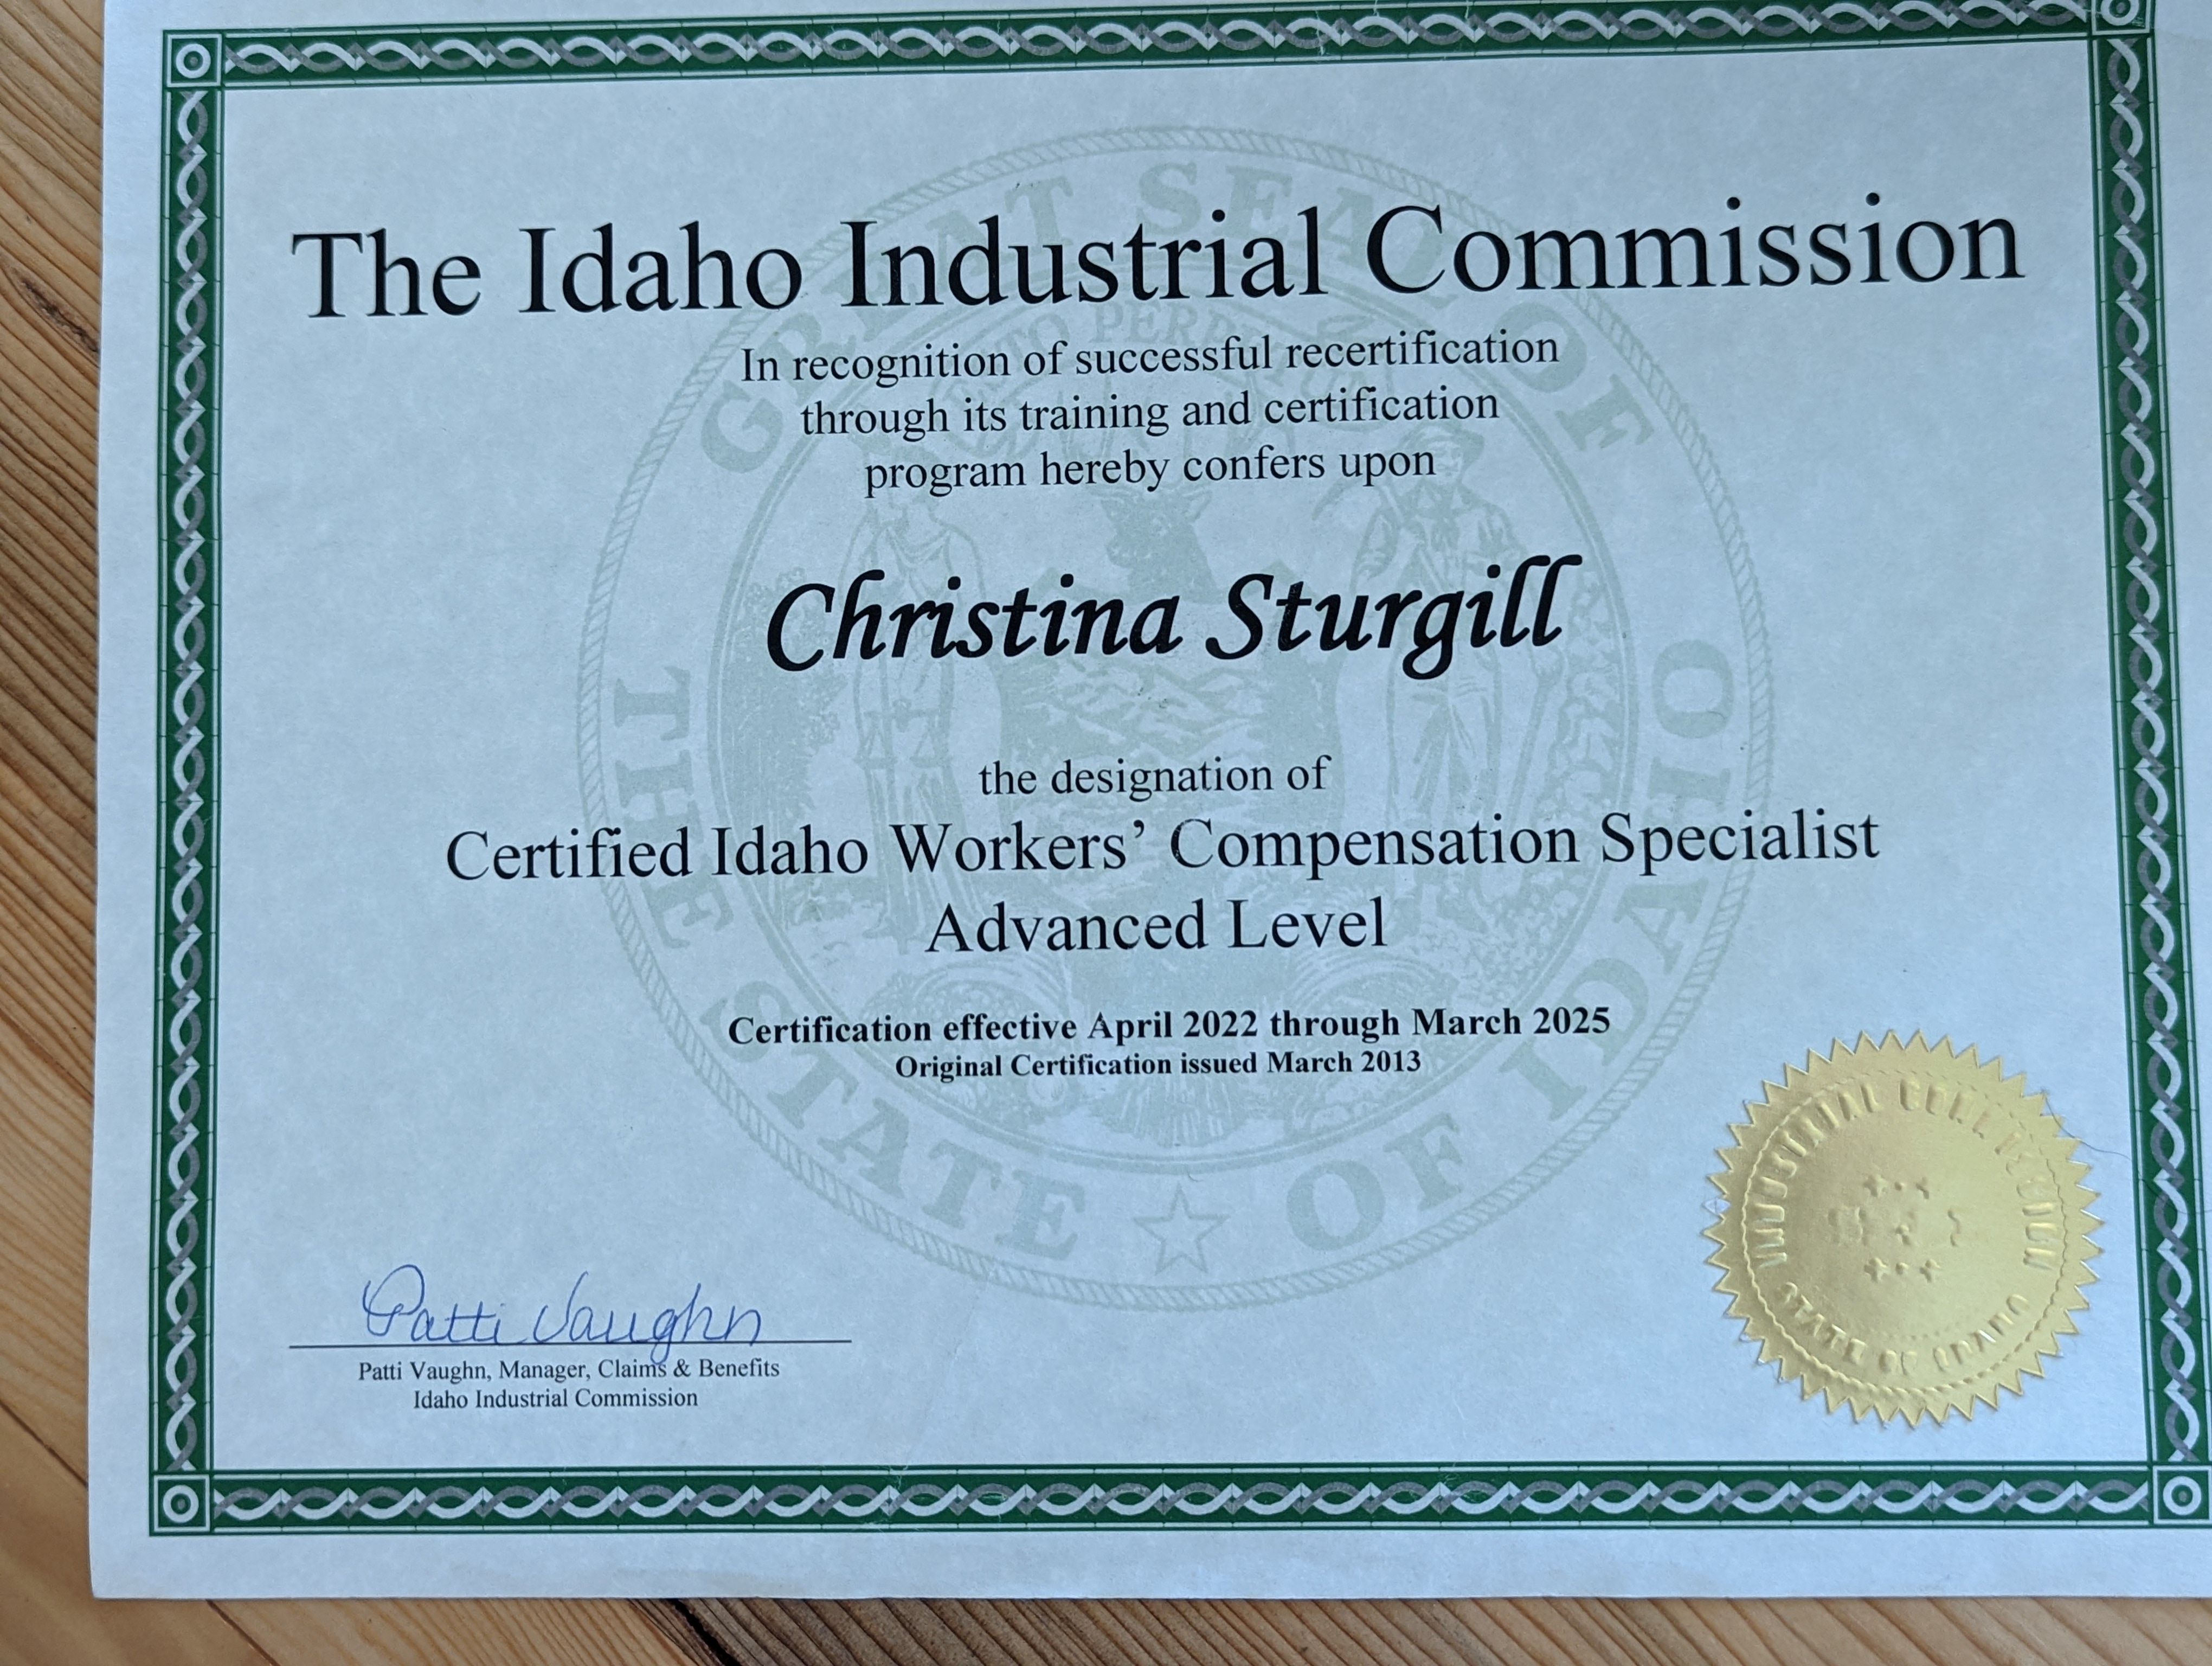 The Idaho Industrial Commission
In recognition of successful recertification
through its training and certification
program hereby confers upon
Christina Sturgill
the designation of
Certified Idaho Workers’ Compensation Specialist
Advanced Level
Certification effective April 2022 through March 2025
Original Certification issued March 2013
Patti Vaughn
Patti Vaughn, Manager, Claims & Benefits
Idaho Industrial Commission
GREAT SEAL OF
THE STATE OF IDAHO
INDUSTRIAL
STATE OF IDAHO